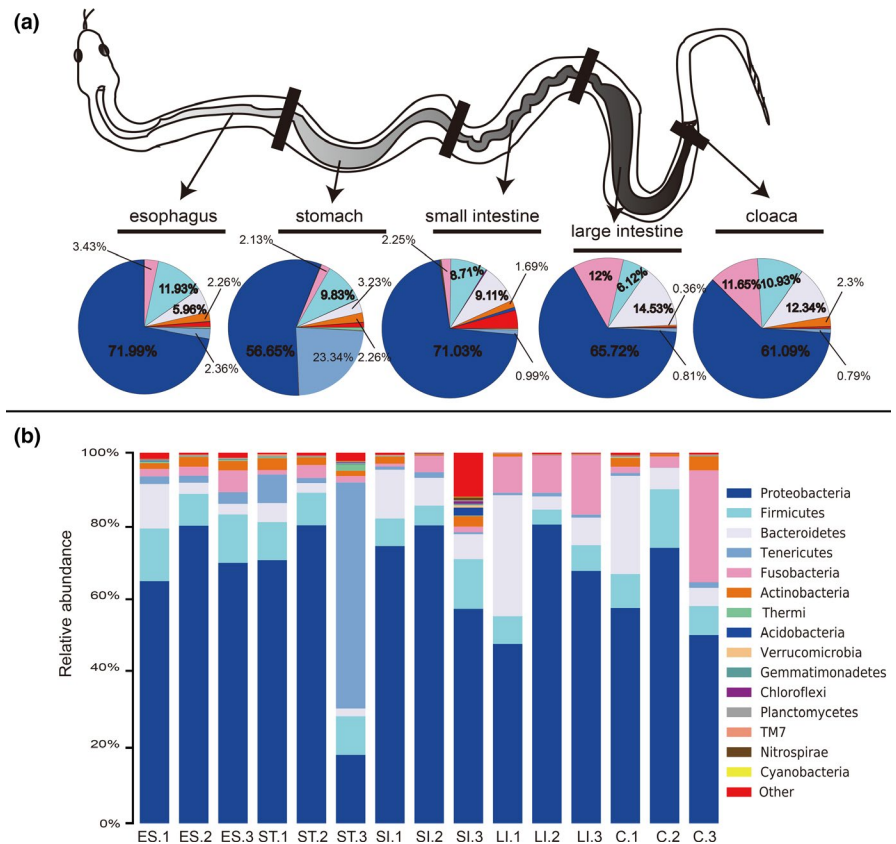 (a)
esophagus
stomach
small intestine
large intestine
cloaca
3.43%
11.93%
2.26%
5.96%
71.99%
2.36%
2.13%
9.83%
3.23%
56.65%
23.34%
2.26%
2.25%
8.71%
1.69%
9.11%
71.03%
0.99%
12%
8.12%
0.36%
14.53%
65.72%
0.81%
11.65%
10.93%
2.3%
12.34%
61.09%
0.79%
(b)
Relative abundance
100%
80%
60%
40%
20%
0%
ES.1 ES.2 ES.3 ST.1 ST.2 ST.3 SI.1 SI.2 SI.3 LI.1 LI.2 LI.3 C.1 C.2 C.3
Proteobacteria
Firmicutes
Bacteroidetes
Tenericutes
Fusobacteria
Actinobacteria
Thermi
Acidobacteria
Verrucomicrobia
Gemmatimonadetes
Chloroflexi
Planctomycetes
TM7
Nitrospirae
Cyanobacteria
Other